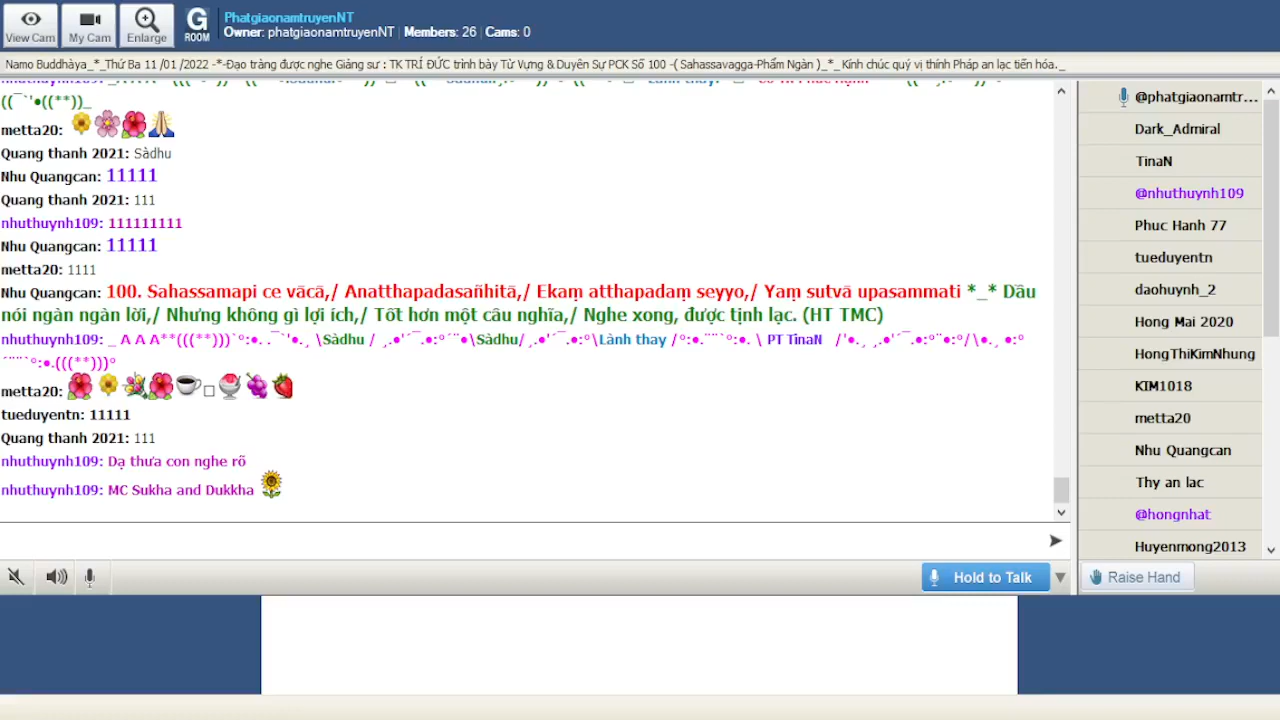 View Cam
My Cam
Enlarge
G
ROOM
PhatgiaonamtruyenNT
Owner: phatgiaonamtruyenNT | Members: 26 | Cams: 0
Namo Buddhàya_*_Thứ Ba 11 /01 /2022 -*-Đạo tràng được nghe Giảng sư : TK TRÍ ĐỨC trình bày Từ Vựng & Duyên Sự PCK Số 100 -( Sahassavagga-Phẩm Ngàn )_*_ Kính chúc quý vị thính Pháp an lạc tiến hóa._
((¯`'•((**))_
metta20:
Quang thanh 2021: Sàdhu
Nhu Quangcan: 11111
Quang thanh 2021: 111
nhuthuynh109: 111111111
Nhu Quangcan: 11111
metta20: 1111
Nhu Quangcan: 100. Sahassamapi ce vācā,/ Anatthapadasañhitā,/ Ekaṃ atthapadaṃ seyyo,/ Yaṃ sutvā upasammati *_* Dầu
nói ngàn ngàn lời,/ Nhưng không gì lợi ích,/ Tốt hơn một câu nghĩa,/ Nghe xong, được tịnh lạc. (HT TMC)
nhuthuynh109: _ A A A**(((**)))`°:•. .¯`'•.¸ \Sàdhu / ¸.•'´¯.•:°´¨•\Sàdhu/¸.•'´¯.•:°\Lành thay /°:•.¨¨`°:•. \ PT TinaN /'•.¸ ¸.•'´¯.•:°¨•:°/\•.¸ •:°
´¨¨`°:•.(((**)))°
metta20:
tueduyentn: 11111
Quang thanh 2021: 111
nhuthuynh109: Dạ thưa con nghe rõ
nhuthuynh109: MC Sukha and Dukkha
Hold to Talk
@phatgiaonamtr...
Dark_Admiral
TinaN
@nhuthuynh109
Phuc Hanh 77
tueduyentn
daohuynh_2
Hong Mai 2020
HongThiKimNhung
KIM1018
metta20
Nhu Quangcan
Thy an lac
@hongnhat
Huyenmong2013
Raise Hand